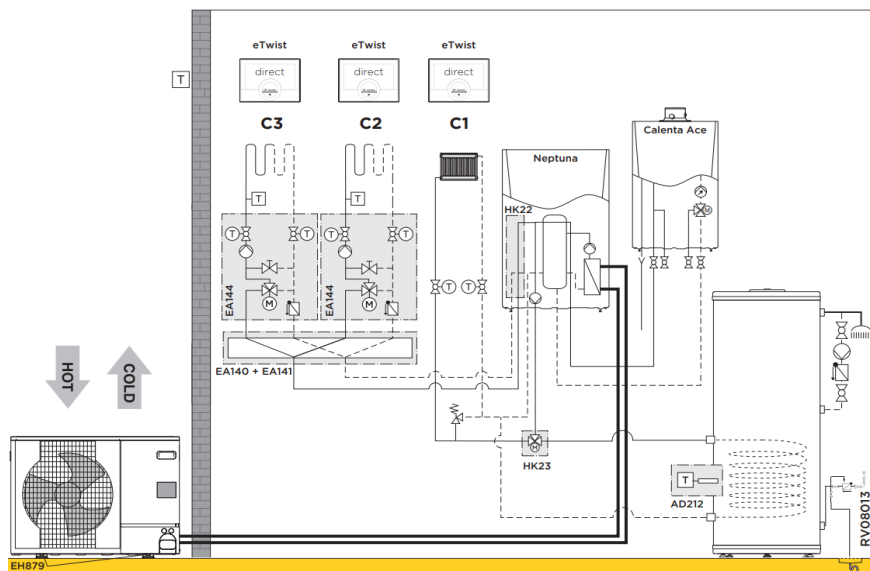 eTwist
eTwist
eTwist
direct
direct
direct
T
C3
C2
C1
Neptuna
Calenta Ace
HK22
T
T
M
T
T
T
T
EA144
EA144
M
M
T
T
EA140 + EA141
HOT
COLD
M
HK23
T
AD212
RV08013
EH879